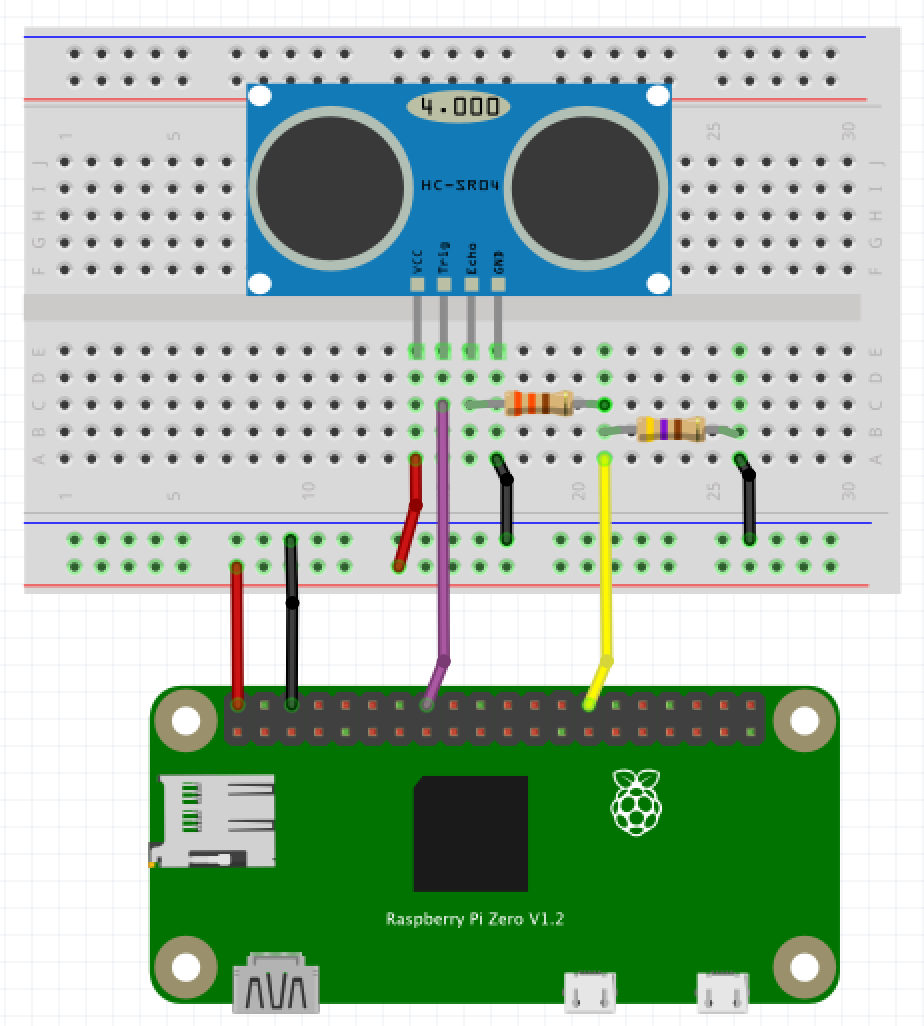 1 5 25 30
J
I
H
G
F
4.000
HC-SR04
VCC Trig Echo GND
J
I
H
G
F
E
D
C
B
A
E
D
C
B
A
1 5 10 20 25 30
Raspberry Pi Zero V1.2